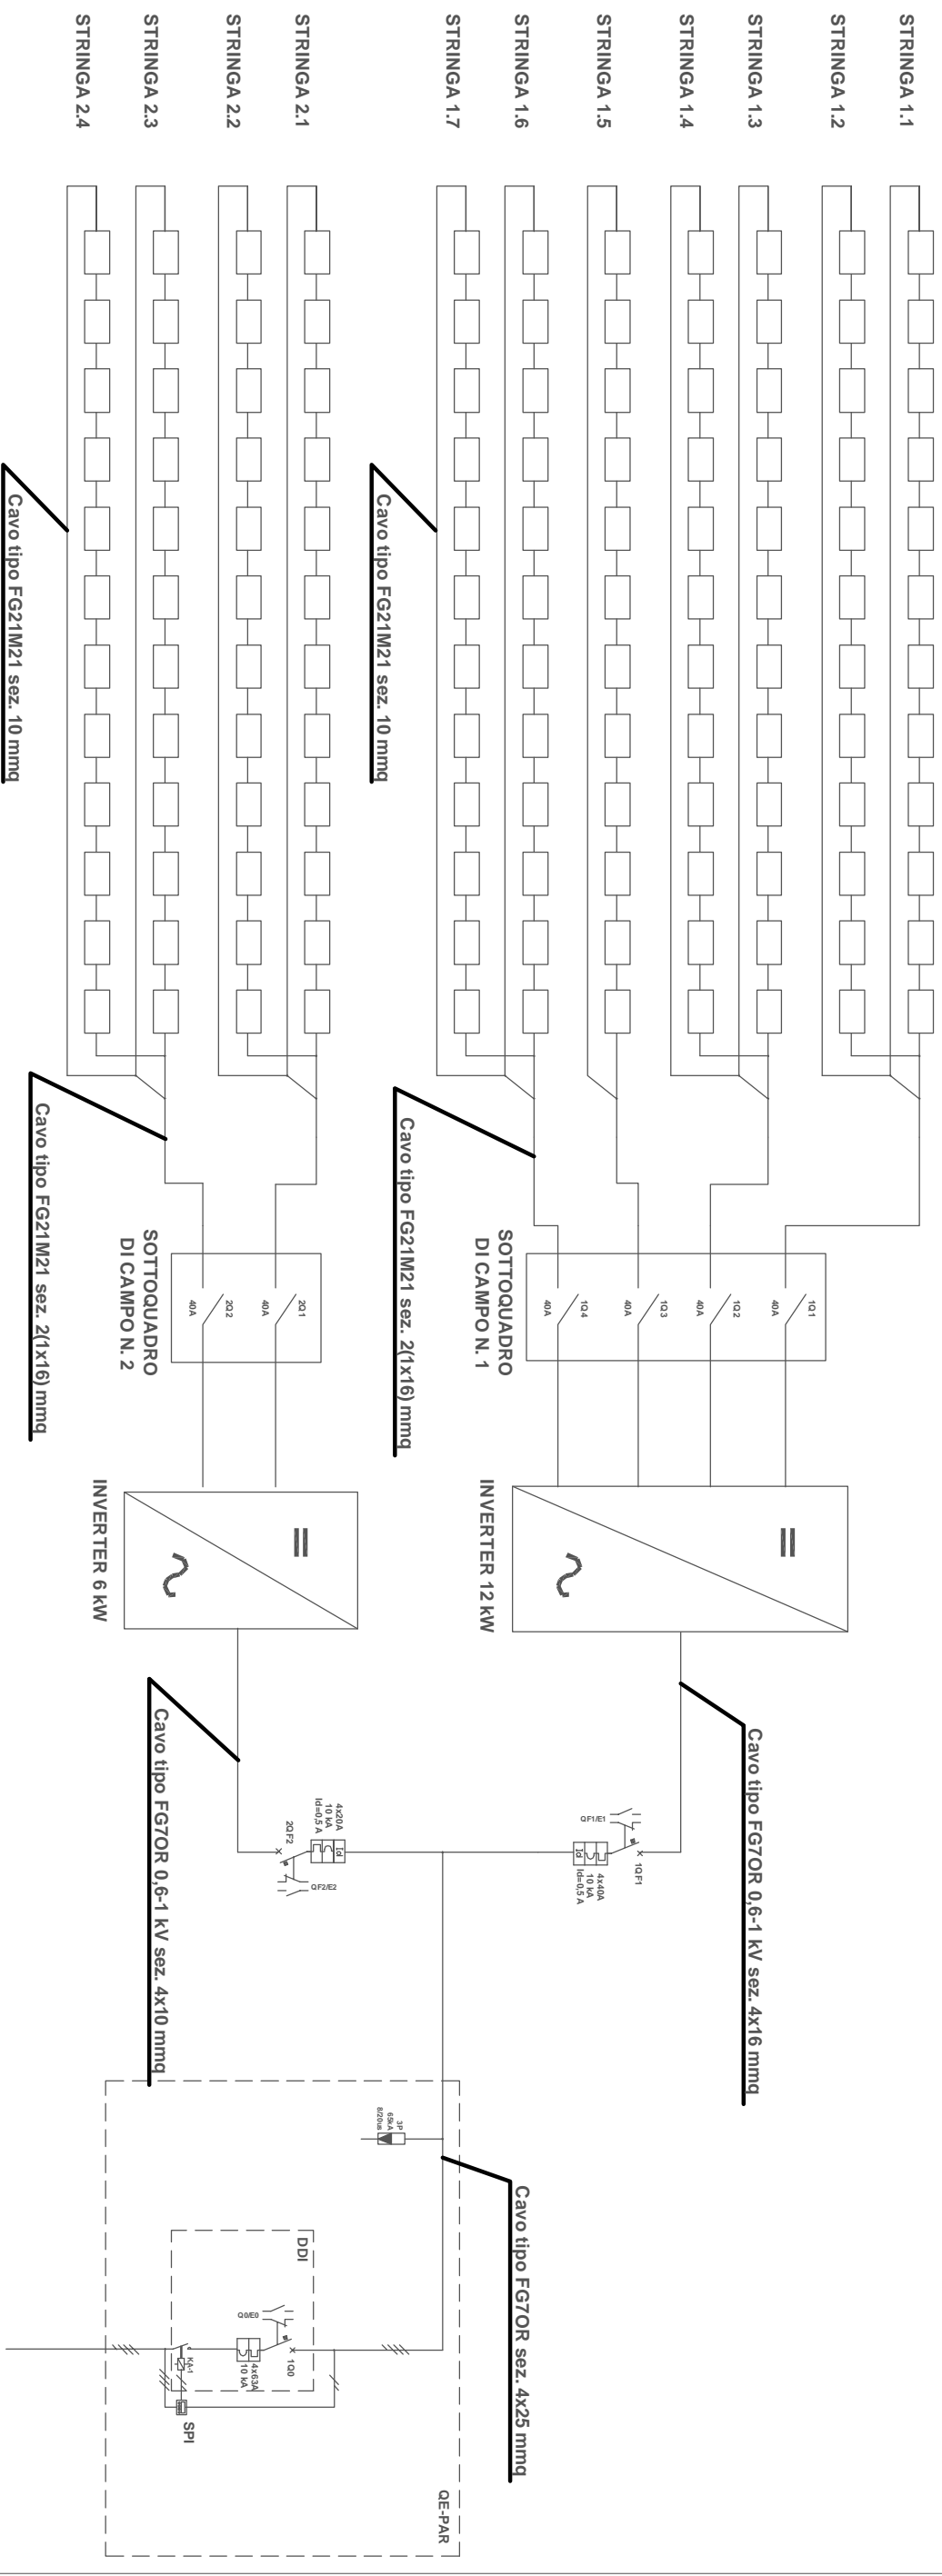 STRINGA 1.1
STRINGA 1.2
STRINGA 1.3
STRINGA 1.4
STRINGA 1.5
STRINGA 1.6
STRINGA 1.7
STRINGA 2.1
STRINGA 2.2
STRINGA 2.3
STRINGA 2.4
Cavo tipo FG21M21 sez. 10 mmq
Cavo tipo FG21M21 sez. 10 mmq
Cavo tipo FG21M21 sez. 2(1x16) mmq
Cavo tipo FG21M21 sez. 2(1x16) mmq
1Q1
40A
1Q2
40A
1Q3
40A
1Q4
40A
SOTTOQUADRO
DI CAMPO N. 1
2Q1
40A
2Q2
40A
SOTTOQUADRO
DI CAMPO N. 2
INVERTER 12 kW
INVERTER 6 kW
Cavo tipo FG7OR 0,6-1 kV sez. 4x16 mmq
Cavo tipo FG7OR 0,6-1 kV sez. 4x10 mmq
QF1/E1
1QF1
Id
4x40A
10 kA
Id=0,5 A
4x20A
10 kA
Id=0,5 A
Id
2QF2
QF2/E2
Cavo tipo FG7OR sez. 4x25 mmq
3P
65kA
8/20us
DDI
Q0/E0
1Q0
4x63A
10 kA
KA-1
SPI
QE-PAR